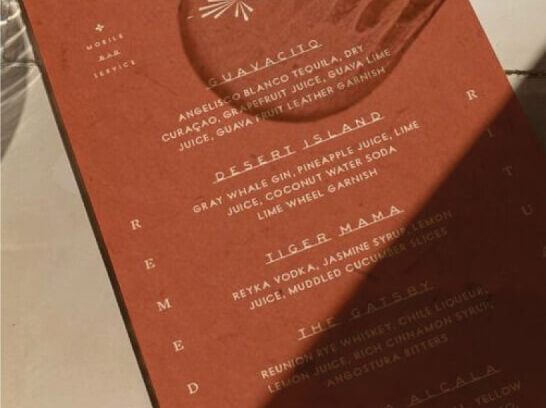 MOBILE
BAR
SERVICE
GUAVACITO
ANGELISCO BLANCO TEQUILA, DRY
CURAÇAO, GRAPEFRUIT JUICE, GUAVA LIME
JUICE, GUAVA FRUIT LEATHER GARNISH
DESERT ISLAND
GRAY WHALE GIN, PINEAPPLE JUICE, LIME
JUICE, COCONUT WATER SODA
LIME WHEEL GARNISH
TIGER MAMA
REYKA VODKA, JASMINE SYRUP, LEMON
JUICE, MUDDLED CUCUMBER SLICES
THE GATSBY
REUNION RYE WHISKEY, CHILE LIQUEUR,
LEMON JUICE, RICH CINNAMON SYRUP,
ANGOSTURA BITTERS
ALCALA
YELLOW
R
E
M
E
D
R
I
T
U